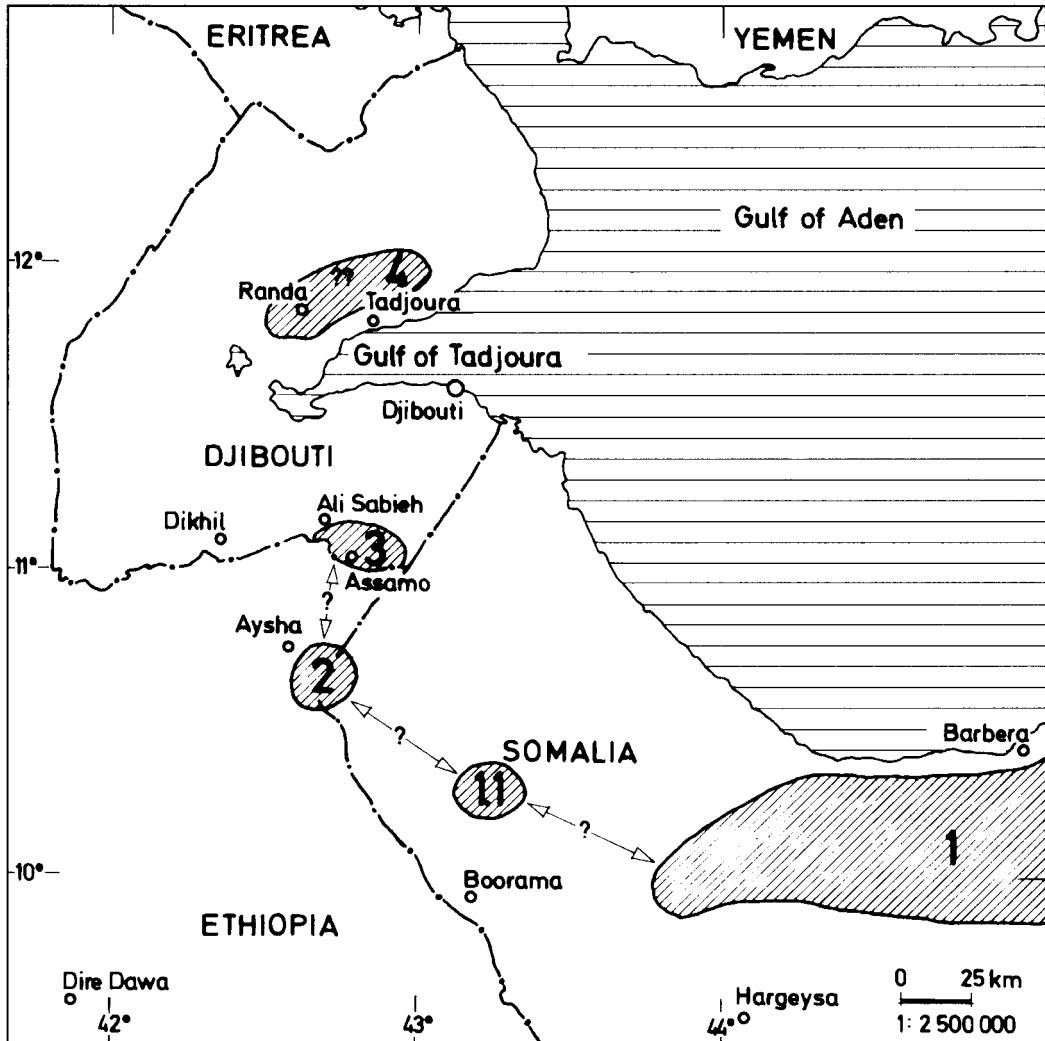 ERITREA
YEMEN
Gulf of Aden
12°
??
4
Randa
Tadjoura
Gulf of Tadjoura
Djibouti
DJIBOUTI
Ali Sabieh
Dikhil
3
11°
Assamo
?
Aysha
2
?
SOMALIA
Barbera
1.1
?
1
10°
Boorama
ETHIOPIA
Dire Dawa
0 25 km
Hargeysa
1: 2 500 000
42° 43° 44°